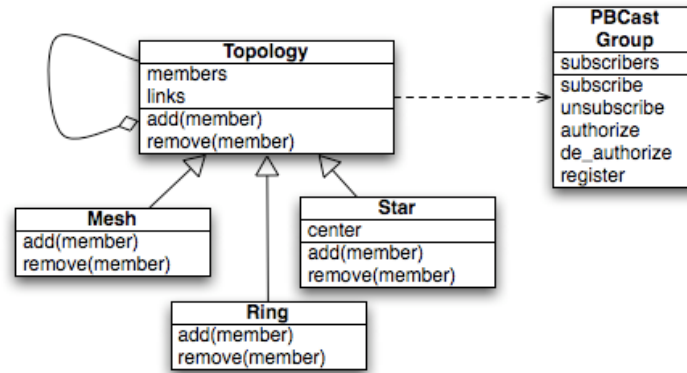 Topology
members
links
add(member)
remove(member)
PBCast
Group
subscribers
subscribe
unsubscribe
authorize
de_authorize
register
Mesh
add(member)
remove(member)
Star
center
add(member)
remove(member)
Ring
add(member)
remove(member)